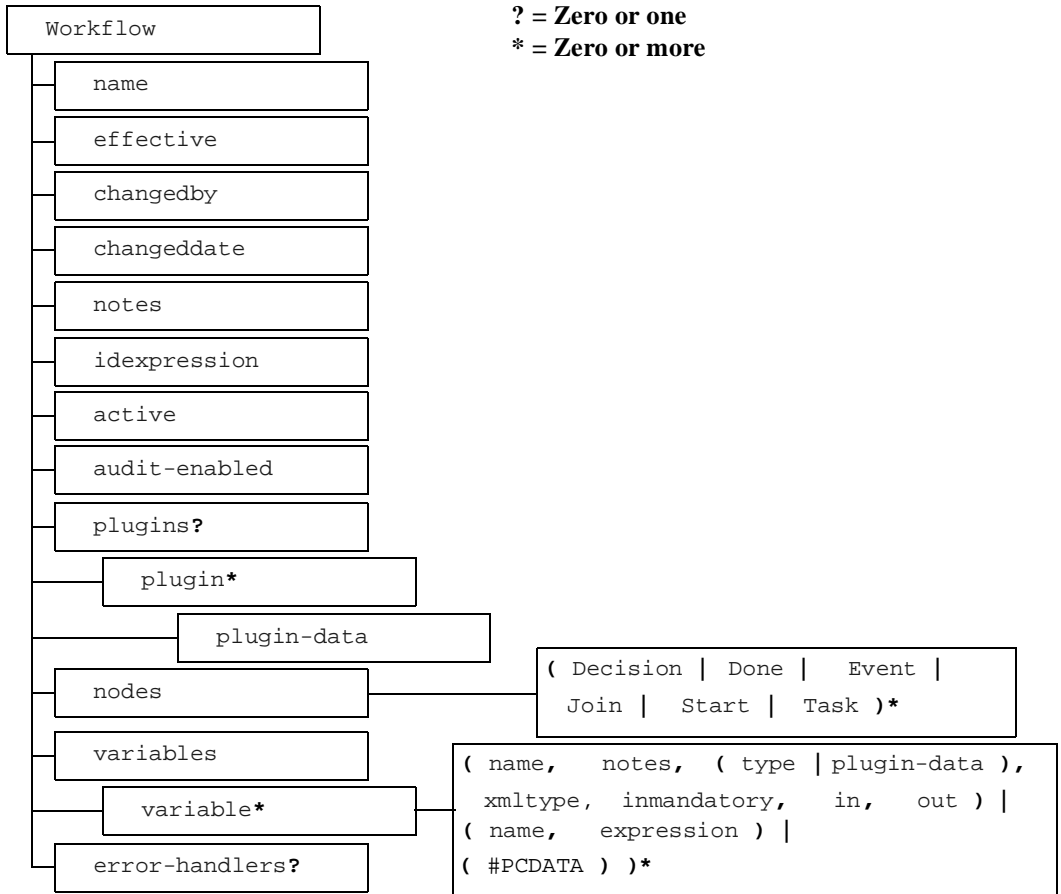 Workflow
? = Zero or one
* = Zero or more
name
effective
changedby
changeddate
notes
idexpression
active
audit-enabled
plugins?
plugin*
plugin-data
nodes
( Decision | Done | Event |
Join | Start | Task )*
variables
variable*
( name, notes, ( type | plugin-data ),
xmltype, inmandatory, in, out ) |
( name, expression ) |
( #PCDATA ) )*
error-handlers?